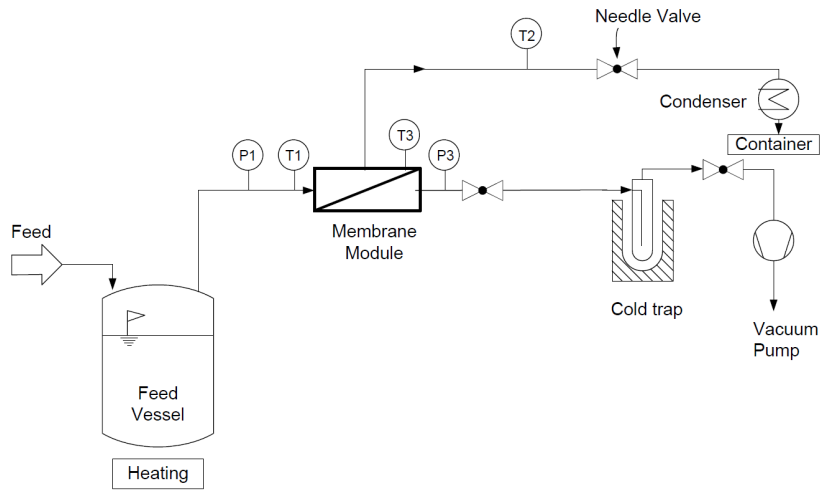 Needle Valve
T2
Condenser
Container
T3
P1
T1
P3
Membrane
Module
Feed
Cold trap
Vacuum
Pump
Feed
Vessel
Heating